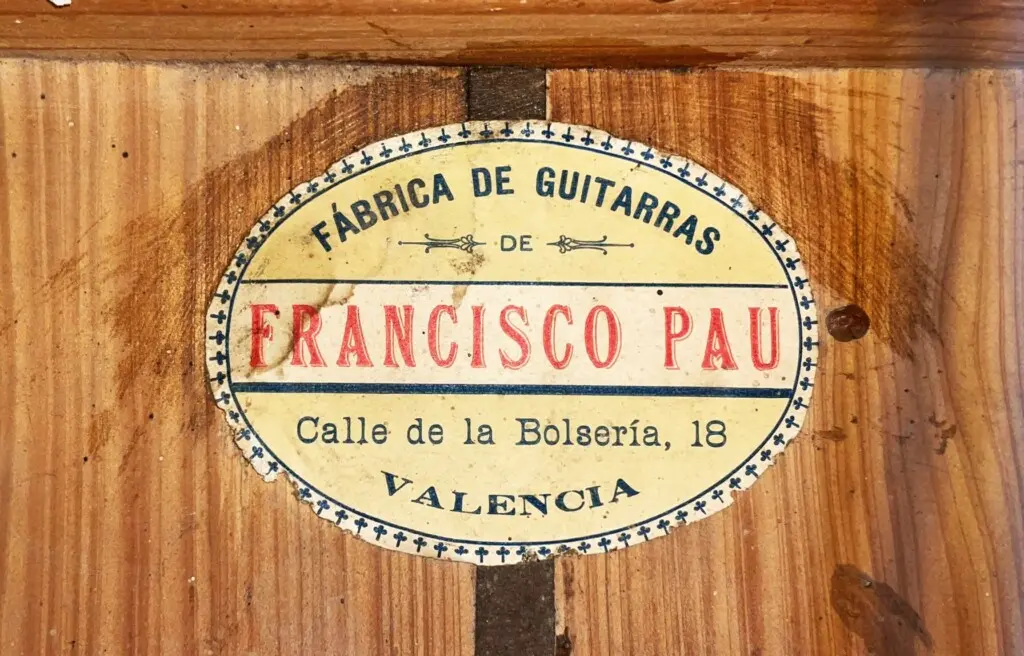 FÁBRICA DE GUITARRAS
DE
FRANCISCO PAU
Calle de la Bolsería, 18
VALENCIA